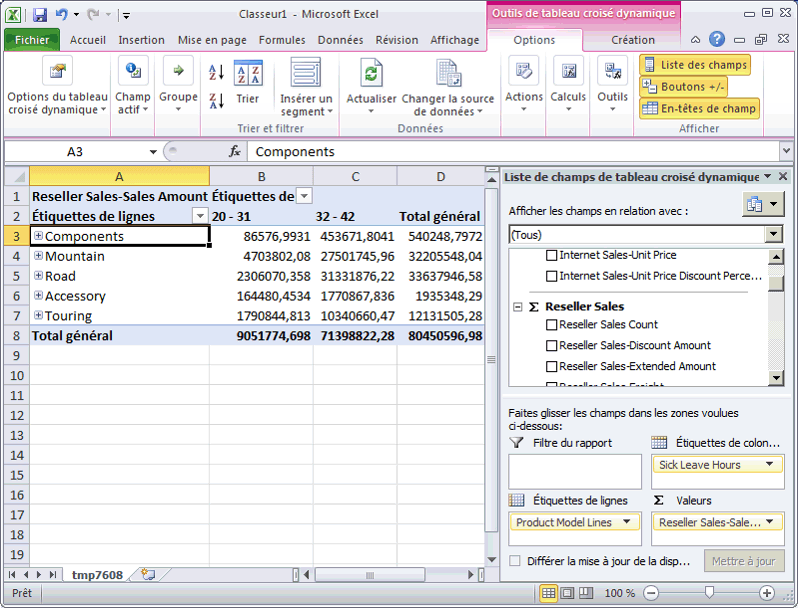 Classeur1 - Microsoft Excel
Outils de tableau croisé dynamique
Fichier Accueil Insertion Mise en page Formules Données Révision Affichage Options Création
Options du tableau croisé dynamique
Champ actif
Groupe
Trier
Insérer un segment
Trier et filtrer
Actualiser
Changer la source de données
Données
Actions
Calculs
Outils
Liste des champs
Boutons +/-
En-têtes de champ
Afficher
A3 fx Components
A B C D
1 Reseller Sales-Sales Amount Étiquettes de
2 Étiquettes de lignes 20 - 31 32 - 42 Total général
3 Components 86576,9931 453671,8041 540248,7972
4 Mountain 4703802,08 27501745,96 32205548,04
5 Road 2306070,358 31331876,22 33637946,58
6 Accessory 164480,4534 1770867,836 1935348,29
7 Touring 1790844,813 10340660,47 12131505,28
8 Total général 9051774,698 71398822,28 80450596,98
9
10
11
12
13
14
15
16
17
18
19
tmp7608
Prêt
100 %
Liste de champs de tableau croisé dynamique
Afficher les champs en relation avec :
(Tous)
Internet Sales-Unit Price
Internet Sales-Unit Price Discount Perce...
Σ Reseller Sales
Reseller Sales Count
Reseller Sales-Discount Amount
Reseller Sales-Extended Amount
Reseller Sales-Freight
Faites glisser les champs dans les zones voulues
ci-dessous:
Filtre du rapport
Étiquettes de colon...
Sick Leave Hours
Étiquettes de lignes
Σ Valeurs
Product Model Lines
Reseller Sales-Sale...
Différer la mise à jour de la disp...
Mettre à jour